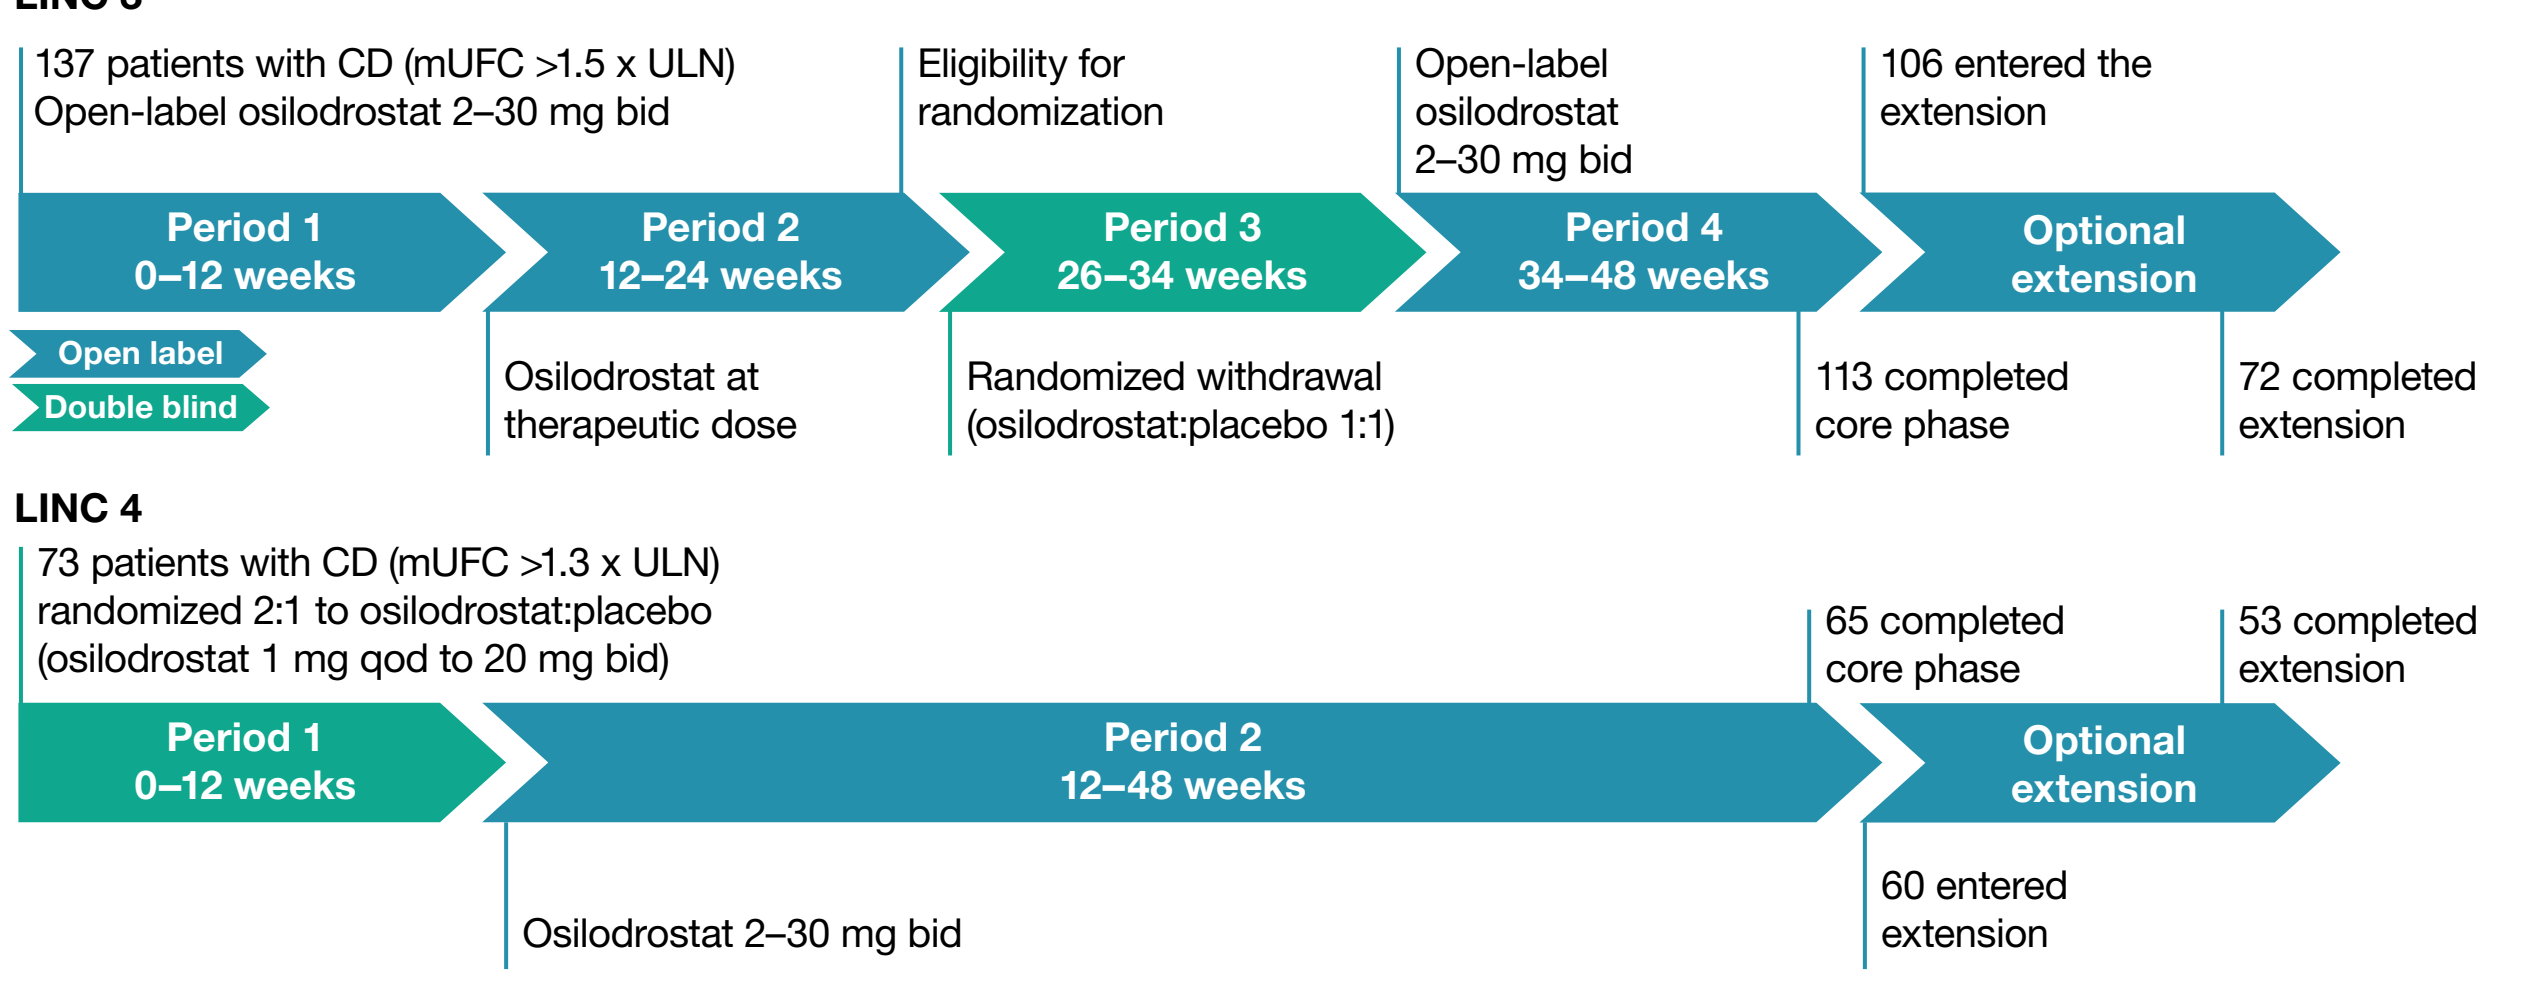 137 patients with CD (mUFC >1.5 x ULN)
Open-label osilodrostat 2–30 mg bid
Eligibility for
randomization
Open-label
osilodrostat
2–30 mg bid
106 entered the
extension
Period 1
0–12 weeks
Period 2
12–24 weeks
Period 3
26–34 weeks
Period 4
34–48 weeks
Optional
extension
Open label
Double blind
Osilodrostat at
therapeutic dose
Randomized withdrawal
(osilodrostat:placebo 1:1)
113 completed
core phase
72 completed
extension
LINC 4
73 patients with CD (mUFC >1.3 x ULN)
randomized 2:1 to osilodrostat:placebo
(osilodrostat 1 mg qod to 20 mg bid)
65 completed
core phase
53 completed
extension
Period 1
0–12 weeks
Period 2
12–48 weeks
Optional
extension
Osilodrostat 2–30 mg bid
60 entered
extension